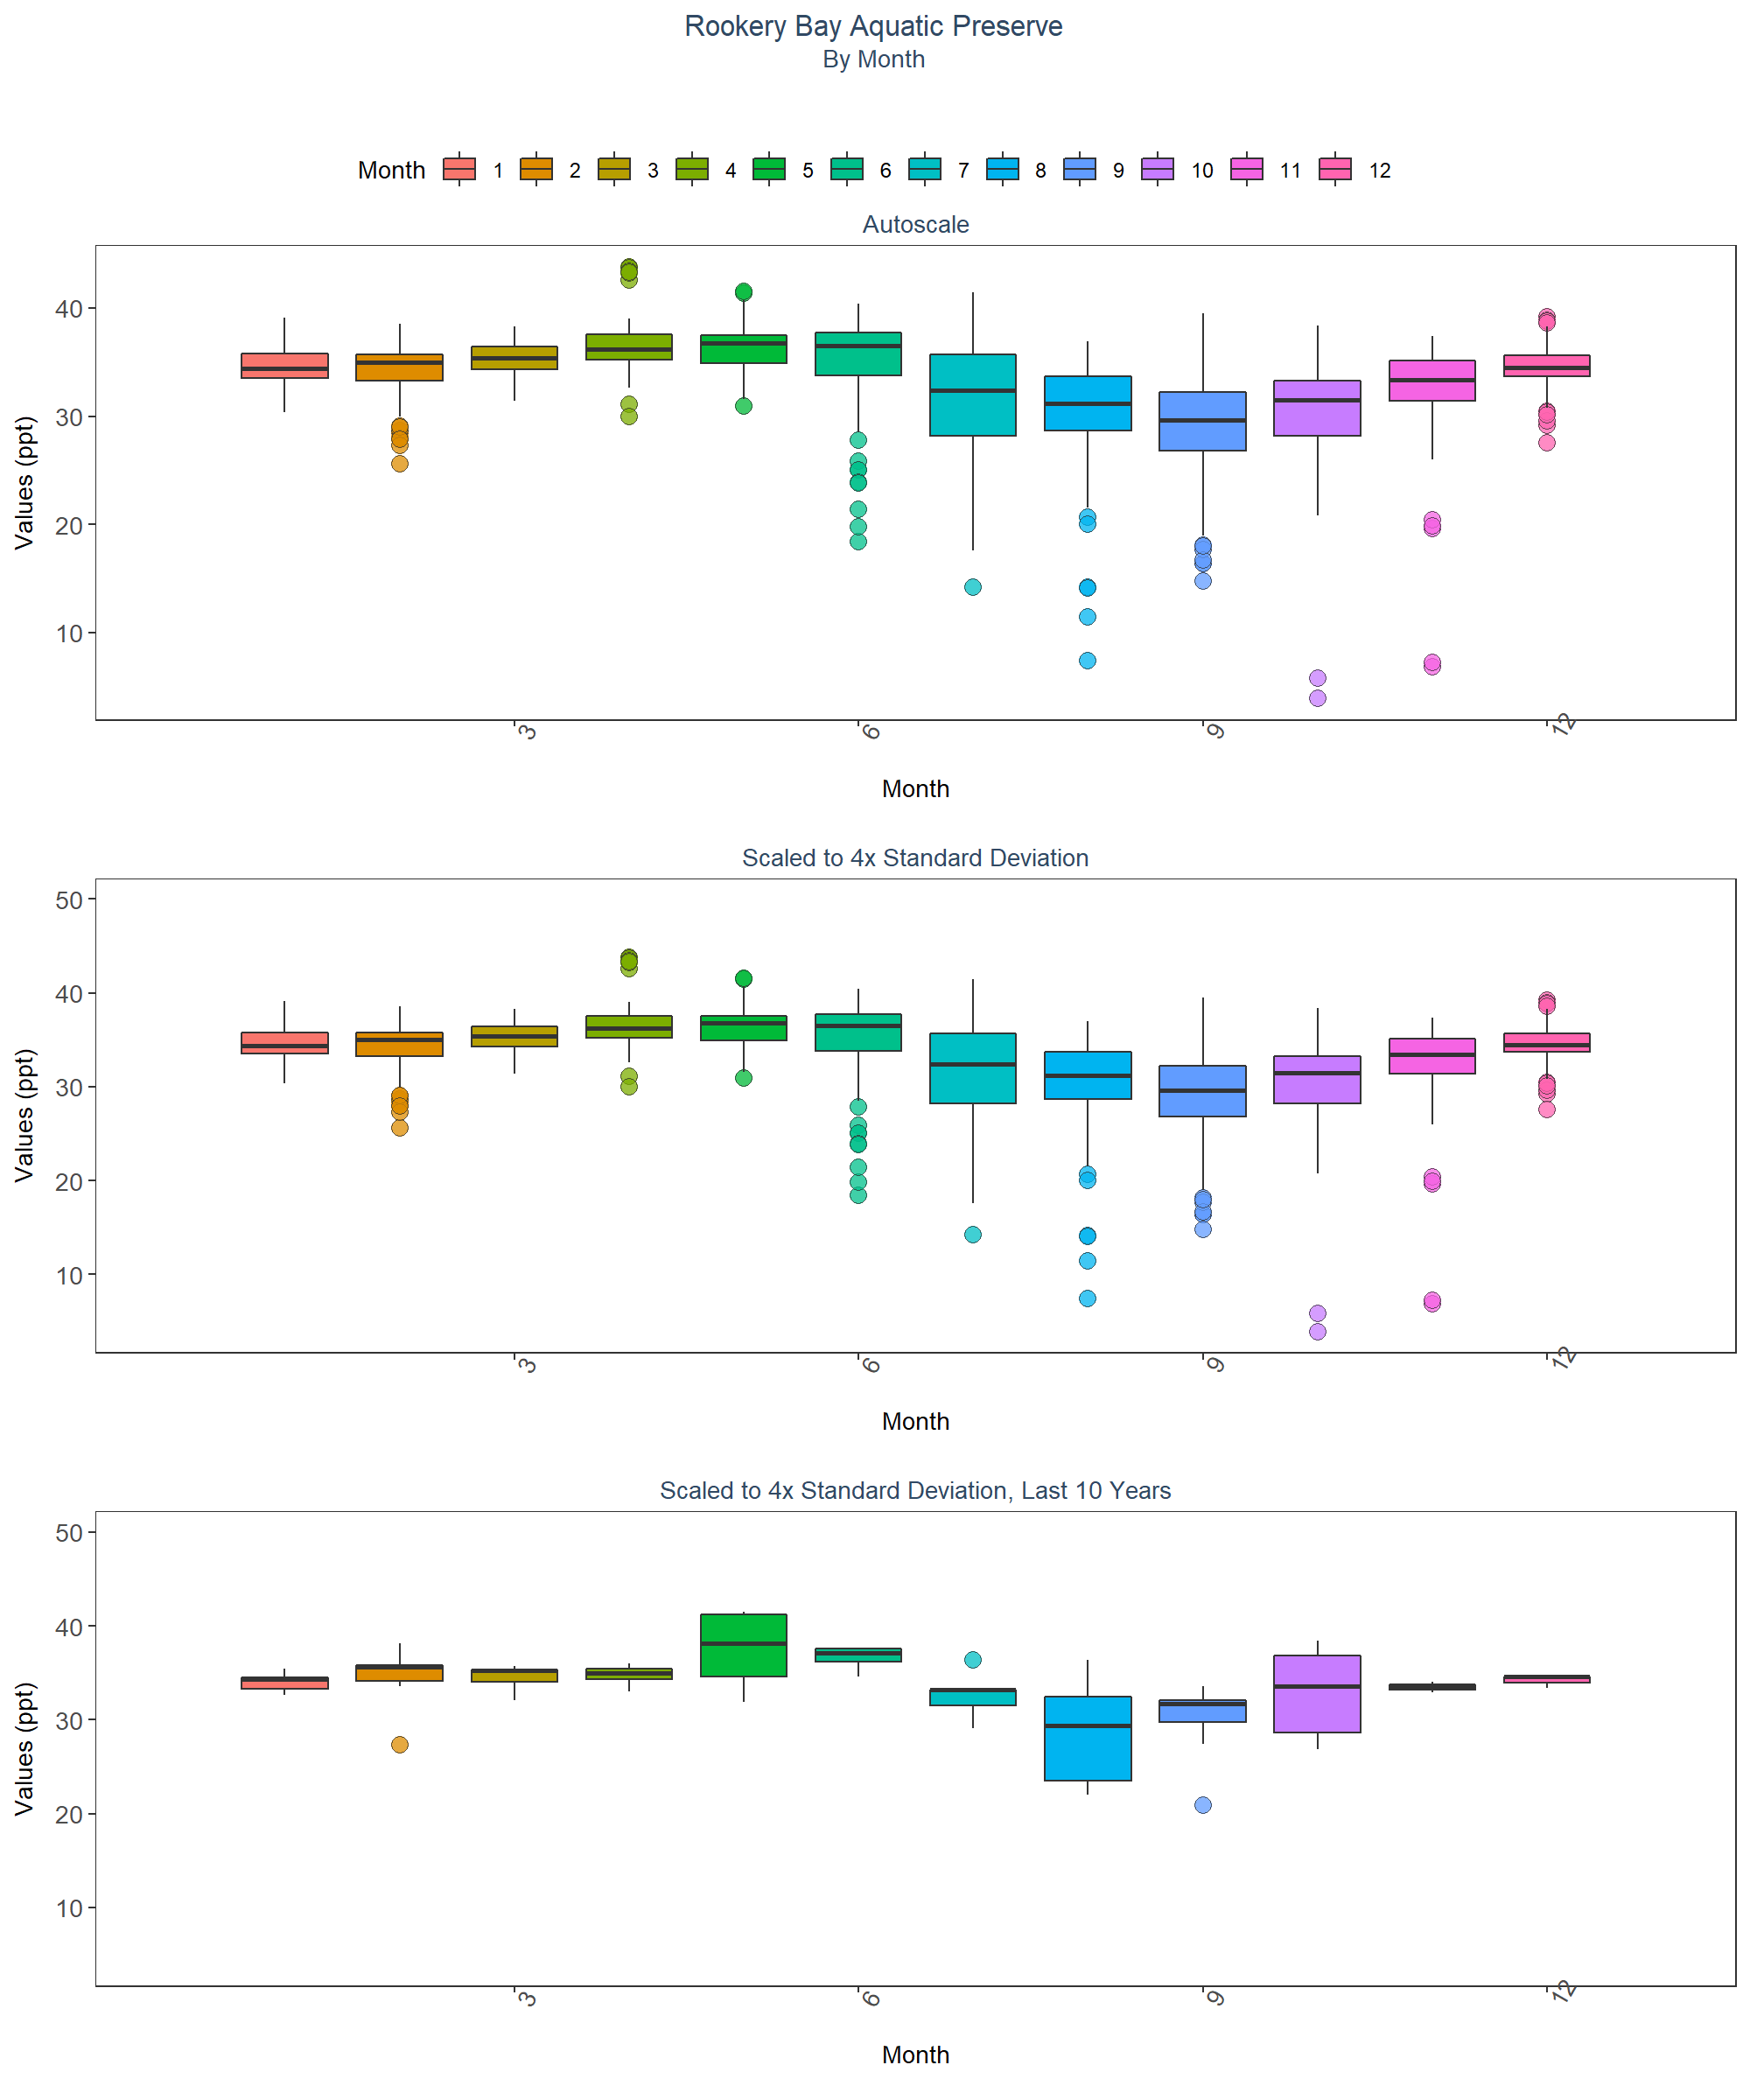 Rookery Bay Aquatic Preserve
By Month
Month 1 2 3 4 5 6 7 8 9 10 11 12
Autoscale
Values (ppt)
40
30
20
10
3 6 9 12
Month
Scaled to 4x Standard Deviation
Values (ppt)
50
40
30
20
10
3 6 9 12
Month
Scaled to 4x Standard Deviation, Last 10 Years
Values (ppt)
50
40
30
20
10
3 6 9 12
Month